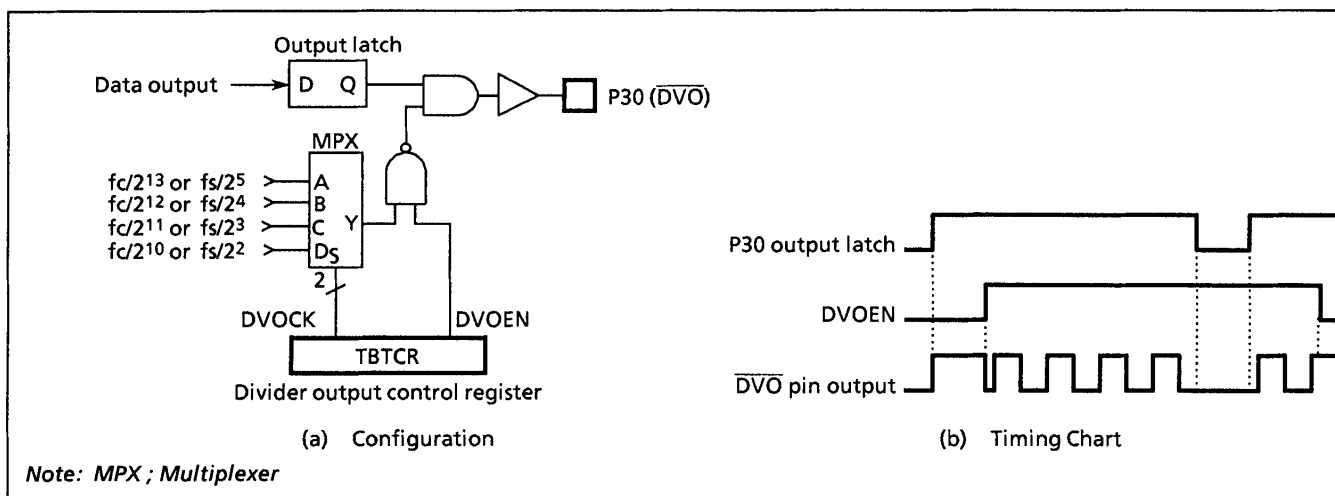 Output latch
Data output
D Q
P30 (DVO)
MPX
fc/213 or fs/25
A
fc/212 or fs/24
B
fc/211 or fs/23
C
Y
fc/210 or fs/22
D
S
2
DVOCK
DVOEN
TBTCR
Divider output control register
(a) Configuration
P30 output latch
DVOEN
DVO pin output
(b) Timing Chart
Note: MPX ; Multiplexer